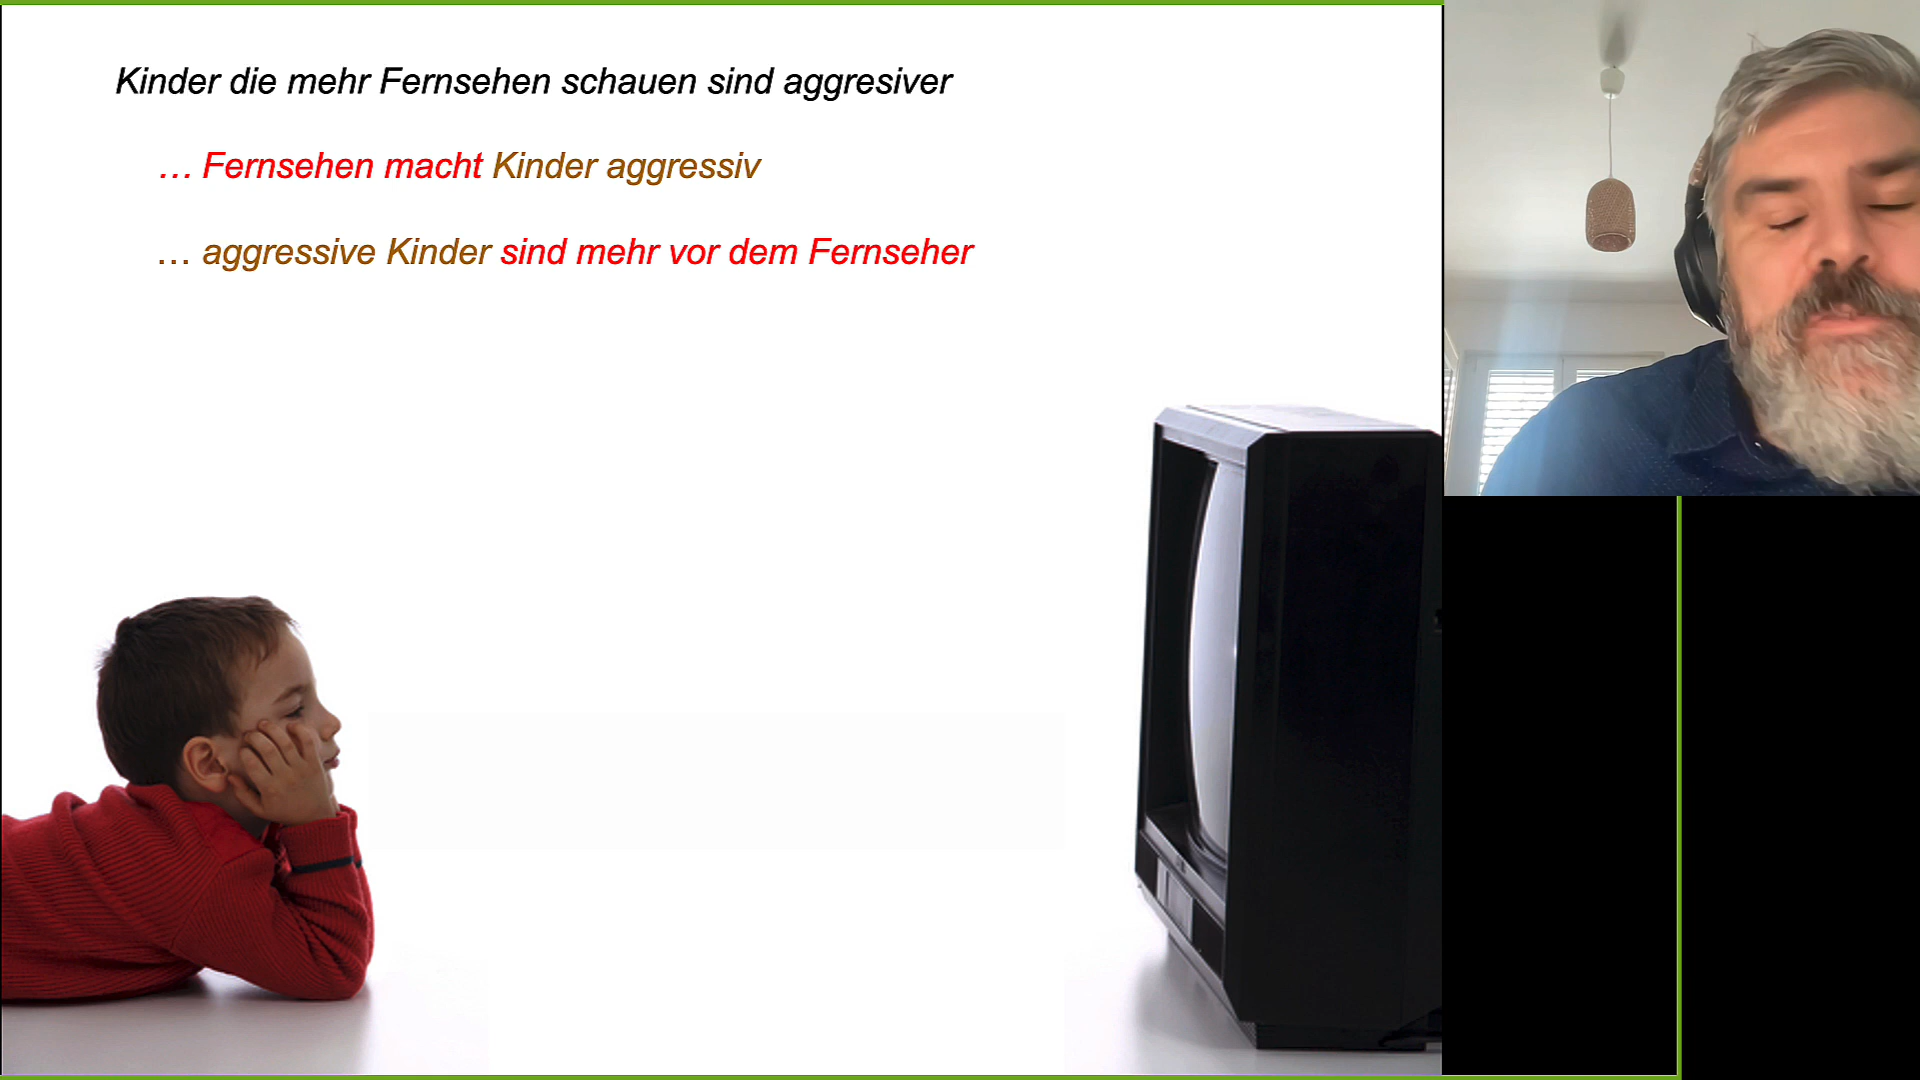 Kinder die mehr Fernsehen schauen sind aggresiver
… Fernsehen macht Kinder aggressiv
… aggressive Kinder sind mehr vor dem Fernseher